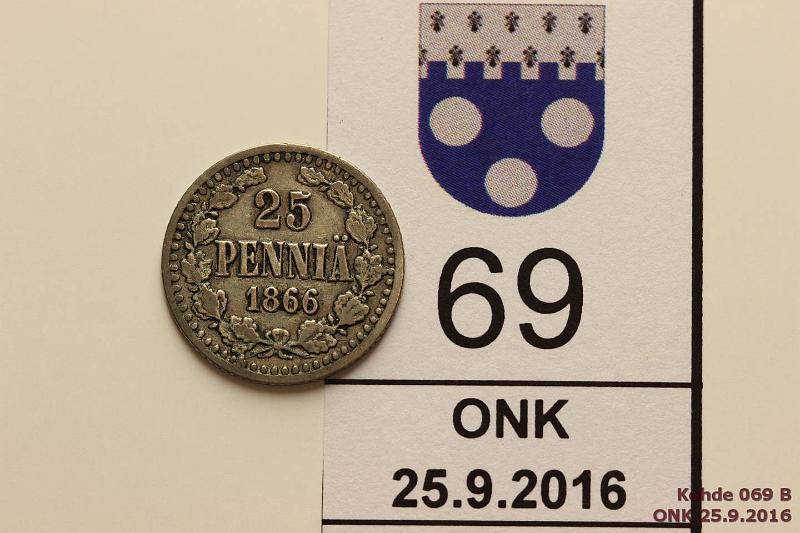 25
PENNIÄ
1866
69
ONK
25.9.2016
Kohde 069 B
ONK 25.9.2016